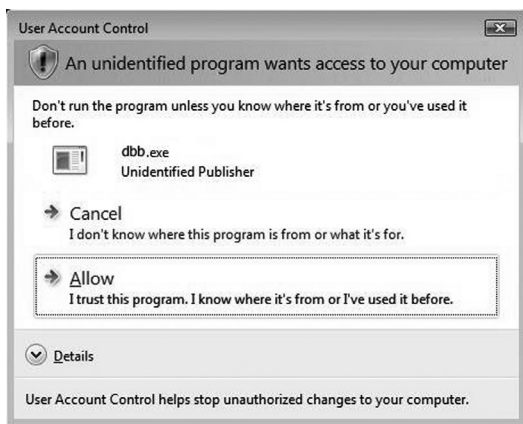 User Account Control
An unidentified program wants access to your computer
Don't run the program unless you know where it's from or you've used it
before.
dbb.exe
Unidentified Publisher
Cancel
I don't know where this program is from or what it's for.
Allow
I trust this program. I know where it's from or I've used it before.
Details
User Account Control helps stop unauthorized changes to your computer.